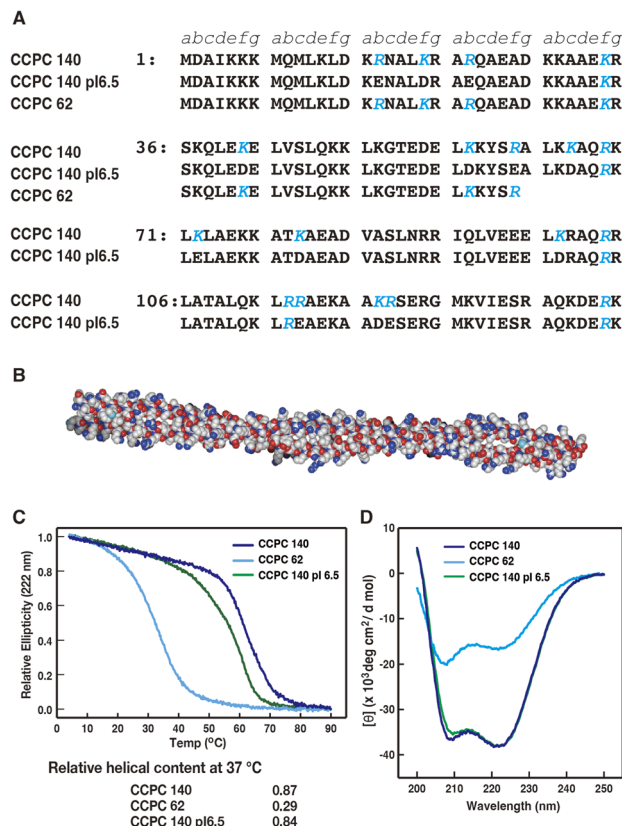 A
abcdefg abcdefg abcdefg abcdefg abcdefg
CCPC 140 1: MDAIKKK MQMLKLD KRNALKR ARQAEAD KKAAEKR
CCPC 140 pI6.5 MDAIKKK MQMLKLD KENALDR AEQAEAD KKAAEKR
CCPC 62 MDAIKKK MQMLKLD KRNALKR ARQAEAD KKAAEKR
CCPC 140 36: SKQLEKE LVSLQKK LKGTEDE LKKYSRA LKKAQRK
CCPC 140 pI6.5 SKQLEDE LVSLQKK LKGTEDE LDKYSEA LKDAQRK
CCPC 62 SKQLEKE LVSLQKK LKGTEDE LKKYSR
CCPC 140 71: LKLAEKK ATKAEAD VASLNRR IQLVEEE LKRAQRR
CCPC 140 pI6.5 LELAEKK ATDAEAD VASLNRR IQLVEEE LDRAQRR
CCPC 140 106: LATALQK LRRAEKA AKRSERG MKVIESR AQKDERK
CCPC 140 pI6.5 LATALQK LREAEKA ADESERG MKVIESR AQKDERK
B
C
CCPC 140
CCPC 62
CCPC 140 pI 6.5
Relative Ellipticity (222 nm)
1.0
0.8
0.6
0.4
0.2
0.0
0 10 20 30 40 50 60 70 80 90
Temp (°C)
Relative helical content at 37 °C
CCPC 140 0.87
CCPC 62 0.29
CCPC 140 pI6.5 0.84
D
CCPC 140
CCPC 62
CCPC 140 pI 6.5
[θ] (x 10³deg cm²/ d mol)
10
0
-10
-20
-30
-40
200 210 220 230 240 250
Wavelength (nm)